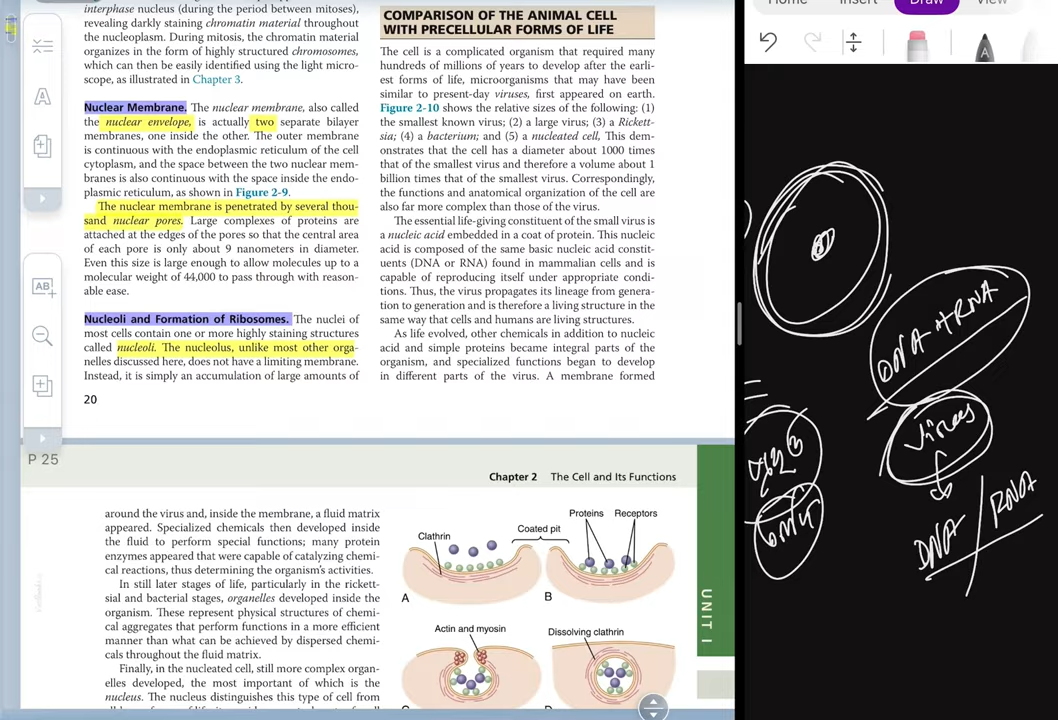 interphase nucleus (during the period between mitoses),
revealing darkly staining chromatin material throughout
the nucleoplasm. During mitosis, the chromatin material
organizes in the form of highly structured chromosomes,
which can then be easily identified using the light micro-
scope, as illustrated in Chapter 3.
Nuclear Membrane. The nuclear membrane, also called
the nuclear envelope, is actually two separate bilayer
membranes, one inside the other. The outer membrane
is continuous with the endoplasmic reticulum of the cell
cytoplasm, and the space between the two nuclear mem-
branes is also continuous with the space inside the endo-
plasmic reticulum, as shown in Figure 2-9.
The nuclear membrane is penetrated by several thou-
sand nuclear pores. Large complexes of proteins are
attached at the edges of the pores so that the central area
of each pore is only about 9 nanometers in diameter.
Even this size is large enough to allow molecules up to a
molecular weight of 44,000 to pass through with reason-
able ease.
Nucleoli and Formation of Ribosomes. The nuclei of
most cells contain one or more highly staining structures
called nucleoli. The nucleolus, unlike most other orga-
nelles discussed here, does not have a limiting membrane.
Instead, it is simply an accumulation of large amounts of
20
COMPARISON OF THE ANIMAL CELL
WITH PRECELLULAR FORMS OF LIFE
The cell is a complicated organism that required many
hundreds of millions of years to develop after the earli-
est forms of life, microorganisms that may have been
similar to present-day viruses, first appeared on earth.
Figure 2-10 shows the relative sizes of the following: (1)
the smallest known virus; (2) a large virus; (3) a Rickett-
sia; (4) a bacterium; and (5) a nucleated cell, This dem-
onstrates that the cell has a diameter about 1000 times
that of the smallest virus and therefore a volume about 1
billion times that of the smallest virus. Correspondingly,
the functions and anatomical organization of the cell are
also far more complex than those of the virus.
The essential life-giving constituent of the small virus is
a nucleic acid embedded in a coat of protein. This nucleic
acid is composed of the same basic nucleic acid constit-
uents (DNA or RNA) found in mammalian cells and is
capable of reproducing itself under appropriate condi-
tions. Thus, the virus propagates its lineage from genera-
tion to generation and is therefore a living structure in the
same way that cells and humans are living structures.
As life evolved, other chemicals in addition to nucleic
acid and simple proteins became integral parts of the
organism, and specialized functions began to develop
in different parts of the virus. A membrane formed
P 25
Chapter 2 The Cell and Its Functions
around the virus and, inside the membrane, a fluid matrix
appeared. Specialized chemicals then developed inside
the fluid to perform special functions; many protein
enzymes appeared that were capable of catalyzing chemi-
cal reactions, thus determining the organism's activities.
In still later stages of life, particularly in the rickett-
sial and bacterial stages, organelles developed inside the
organism. These represent physical structures of chemi-
cal aggregates that perform functions in a more efficient
manner than what can be achieved by dispersed chemi-
cals throughout the fluid matrix.
Finally, in the nucleated cell, still more complex organ-
elles developed, the most important of which is the
nucleus. The nucleus distinguishes this type of cell from
Proteins Receptors
Coated pit
Clathrin
A
B
Actin and myosin
Dissolving clathrin
UNIT I
Home Insert Draw View
A
AB
A
DNA + RNA
Virus
DNA / RNA